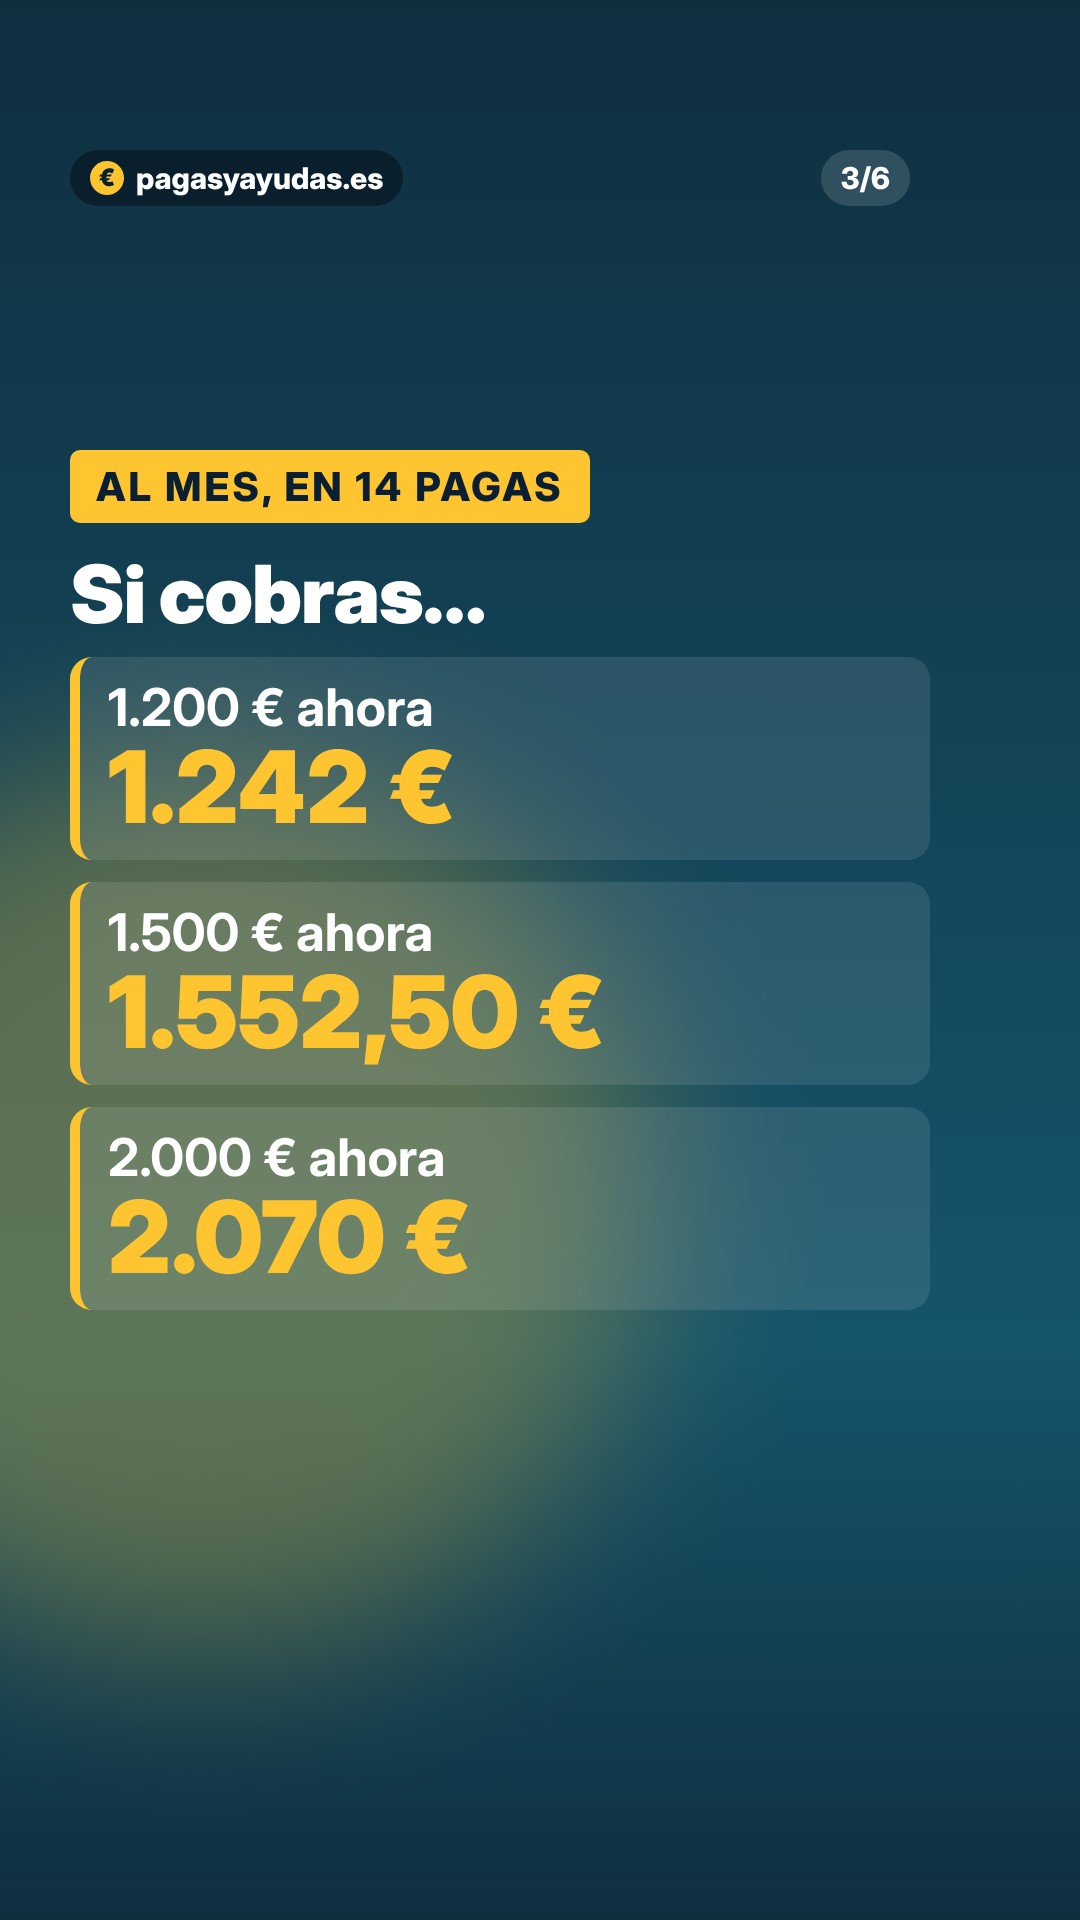 € pagasyayudas.es
3/6
AL MES, EN 14 PAGAS
Si cobras...
1.200 € ahora
1.242 €
1.500 € ahora
1.552,50 €
2.000 € ahora
2.070 €